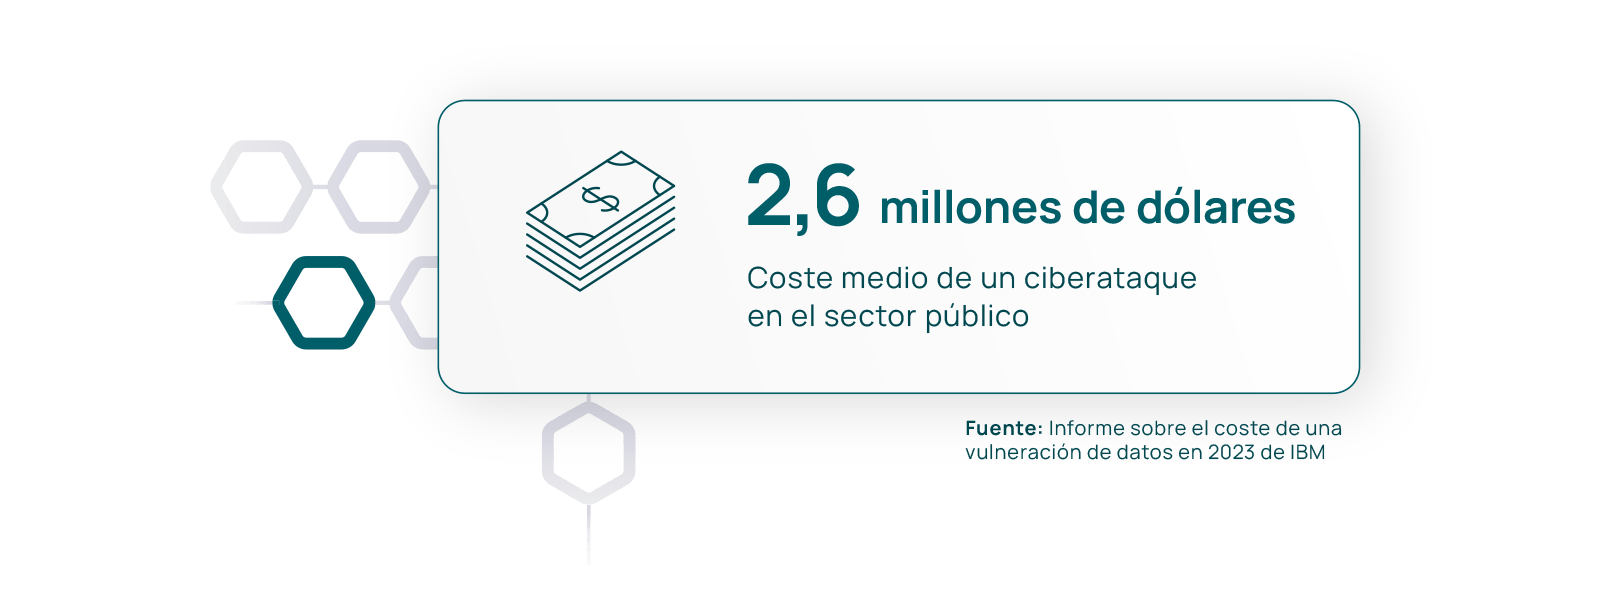 2,6 millones de dólares
Coste medio de un ciberataque
en el sector público
Fuente: Informe sobre el coste de una
vulneración de datos en 2023 de IBM